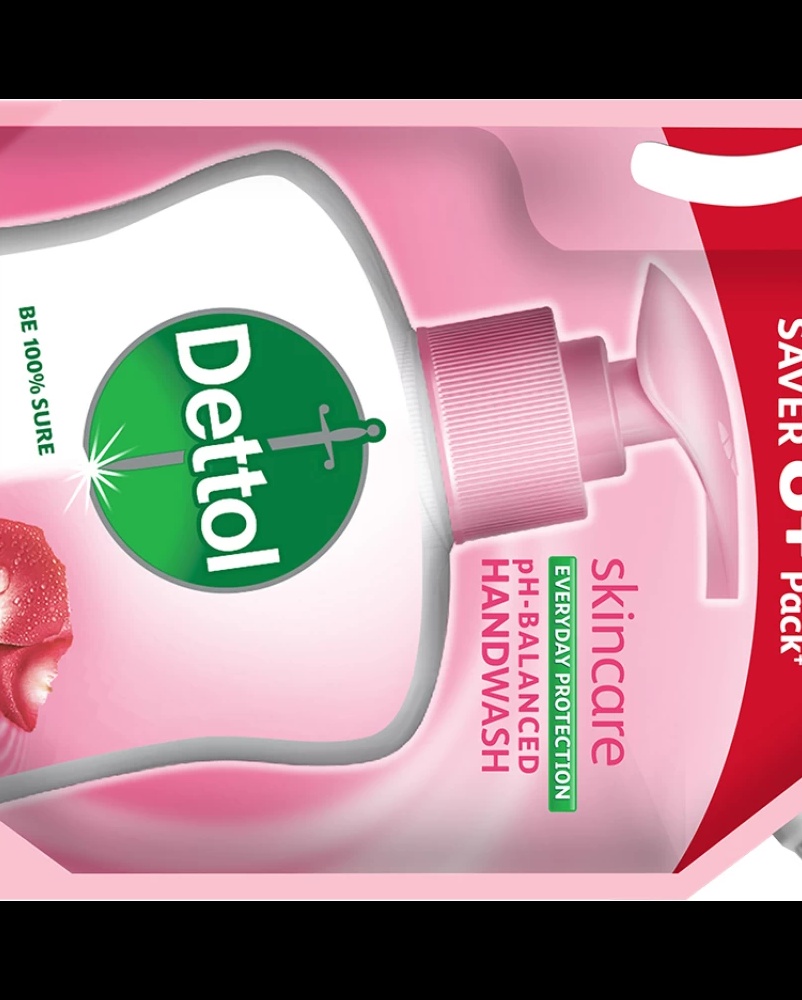 SAVER
Pack+
skincare
EVERYDAY PROTECTION
pH-BALANCED
HANDWASH
Dettol
BE 100% SURE